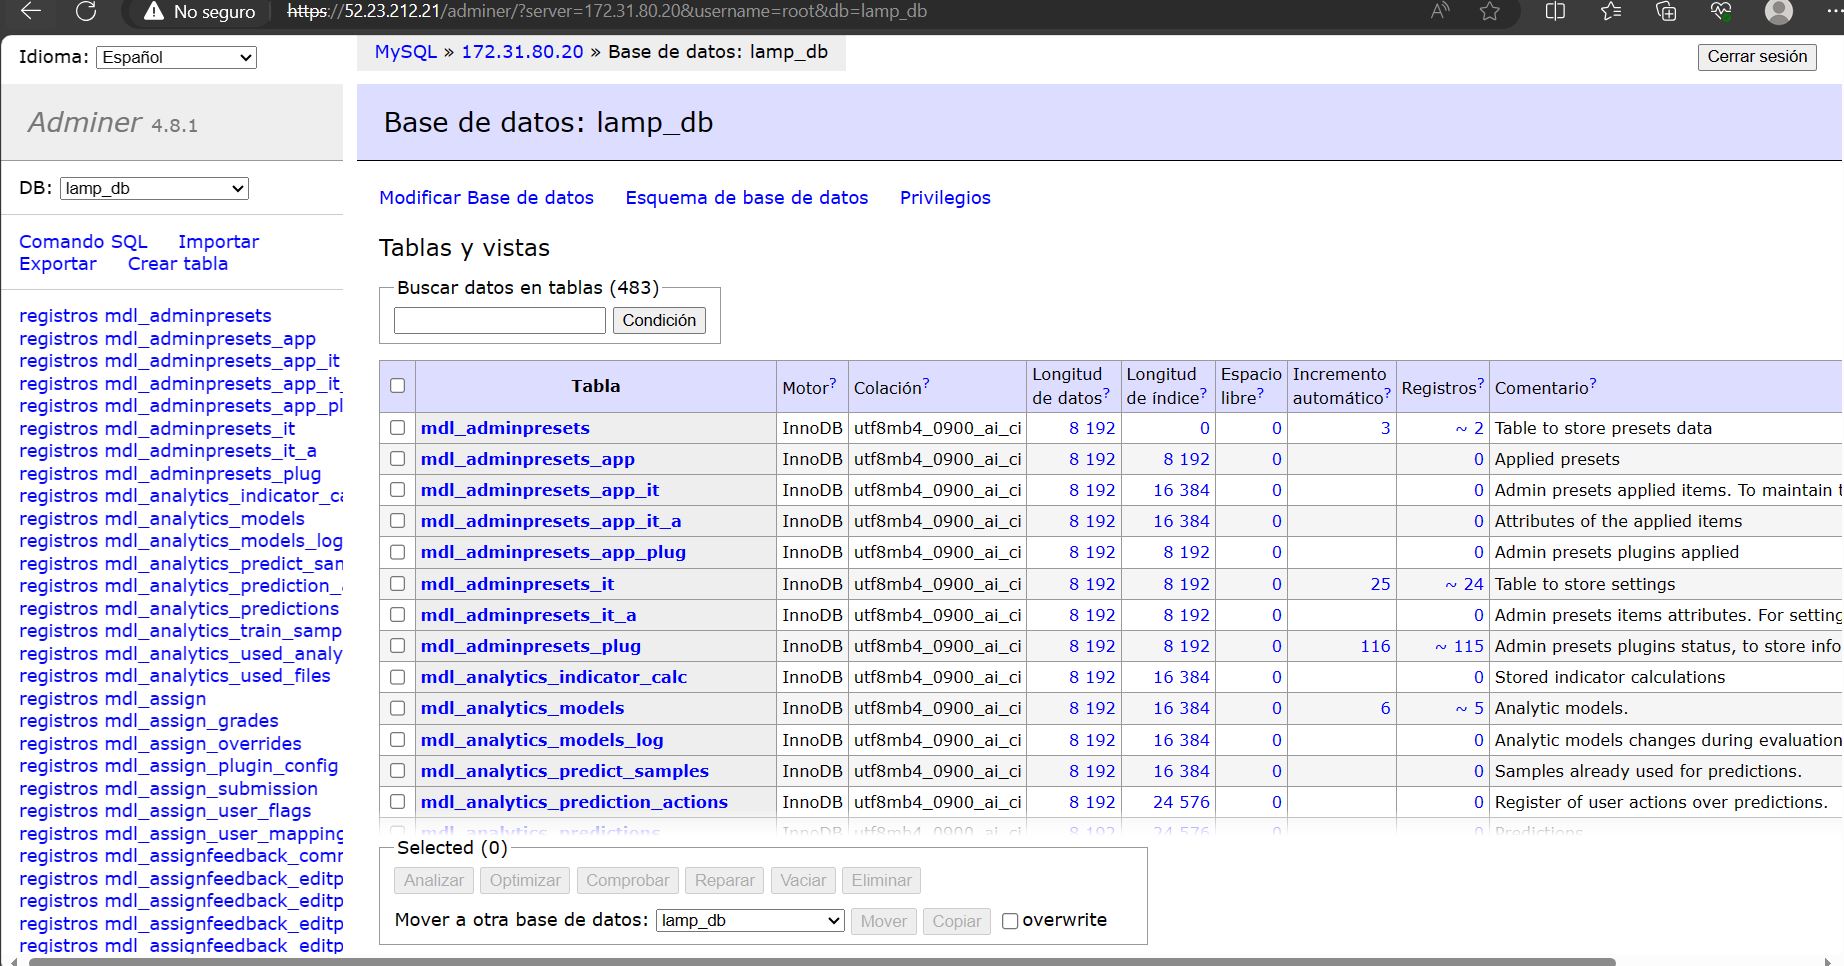 No seguro https://52.23.212.21/adminer/?server=172.31.80.20&username=root&db=lamp_db
Idioma: Español
MySQL » 172.31.80.20 » Base de datos: lamp_db
Cerrar sesión
Adminer 4.8.1
Base de datos: lamp_db
DB: lamp_db
Modificar Base de datos Esquema de base de datos Privilegios
Comando SQL Importar
Exportar Crear tabla
registros mdl_adminpresets
registros mdl_adminpresets_app
registros mdl_adminpresets_app_it
registros mdl_adminpresets_app_it_
registros mdl_adminpresets_app_pl
registros mdl_adminpresets_it
registros mdl_adminpresets_it_a
registros mdl_adminpresets_plug
registros mdl_analytics_indicator_ca
registros mdl_analytics_models
registros mdl_analytics_models_log
registros mdl_analytics_predict_san
registros mdl_analytics_prediction_
registros mdl_analytics_predictions
registros mdl_analytics_train_samp
registros mdl_analytics_used_analy
registros mdl_analytics_used_files
registros mdl_assign
registros mdl_assign_grades
registros mdl_assign_overrides
registros mdl_assign_plugin_config
registros mdl_assign_submission
registros mdl_assign_user_flags
registros mdl_assign_user_mapping
registros mdl_assignfeedback_comr
registros mdl_assignfeedback_editp
registros mdl_assignfeedback_editp
registros mdl_assignfeedback_editp
registros mdl_assignfeedback_editp
Tablas y vistas
Buscar datos en tablas (483)
Condición
Tabla Motor? Colación? Longitud de datos? Longitud de índice? Espacio libre? Incremento automático? Registros? Comentario?
mdl_adminpresets InnoDB utf8mb4_0900_ai_ci 8 192 0 0 3 ~ 2 Table to store presets data
mdl_adminpresets_app InnoDB utf8mb4_0900_ai_ci 8 192 8 192 0 0 Applied presets
mdl_adminpresets_app_it InnoDB utf8mb4_0900_ai_ci 8 192 16 384 0 0 Admin presets applied items. To maintain t
mdl_adminpresets_app_it_a InnoDB utf8mb4_0900_ai_ci 8 192 16 384 0 0 Attributes of the applied items
mdl_adminpresets_app_plug InnoDB utf8mb4_0900_ai_ci 8 192 8 192 0 0 Admin presets plugins applied
mdl_adminpresets_it InnoDB utf8mb4_0900_ai_ci 8 192 8 192 0 25 ~ 24 Table to store settings
mdl_adminpresets_it_a InnoDB utf8mb4_0900_ai_ci 8 192 8 192 0 0 Admin presets items attributes. For setting
mdl_adminpresets_plug InnoDB utf8mb4_0900_ai_ci 8 192 8 192 0 116 ~ 115 Admin presets plugins status, to store info
mdl_analytics_indicator_calc InnoDB utf8mb4_0900_ai_ci 8 192 16 384 0 0 Stored indicator calculations
mdl_analytics_models InnoDB utf8mb4_0900_ai_ci 8 192 16 384 0 6 ~ 5 Analytic models.
mdl_analytics_models_log InnoDB utf8mb4_0900_ai_ci 8 192 16 384 0 0 Analytic models changes during evaluation
mdl_analytics_predict_samples InnoDB utf8mb4_0900_ai_ci 8 192 16 384 0 0 Samples already used for predictions.
mdl_analytics_prediction_actions InnoDB utf8mb4_0900_ai_ci 8 192 24 576 0 0 Register of user actions over predictions.
mdl_analytics_predictions InnoDB utf8mb4_0900_ai_ci 8 192 24 576 0 0 Predictions
Selected (0)
Analizar Optimizar Comprobar Reparar Vaciar Eliminar
Mover a otra base de datos: lamp_db Mover Copiar overwrite